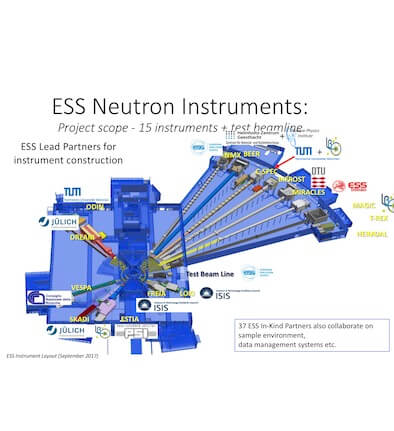 ESS Neutron Instruments:
Project scope - 15 instruments + test beamline
ESS Lead Partners for
instrument construction
Helmholtz-Zentrum
Geesthacht
Institut
NMX
BEER
C-SPEC
TUM
BIFROST
DTU
MIRACLES
ESS
MAGIC
T-REX
HEIMDAL
TUM
ODIN
JÜLICH
DREAM
Test Beam Line
VESPA
FREIA
LOKI
ISIS
ISIS
SKADI
ESTIA
JÜLICH
37 ESS In-Kind Partners also collaborate on
sample environment,
data management systems etc.
ESS Instrument Layout (September 2017)